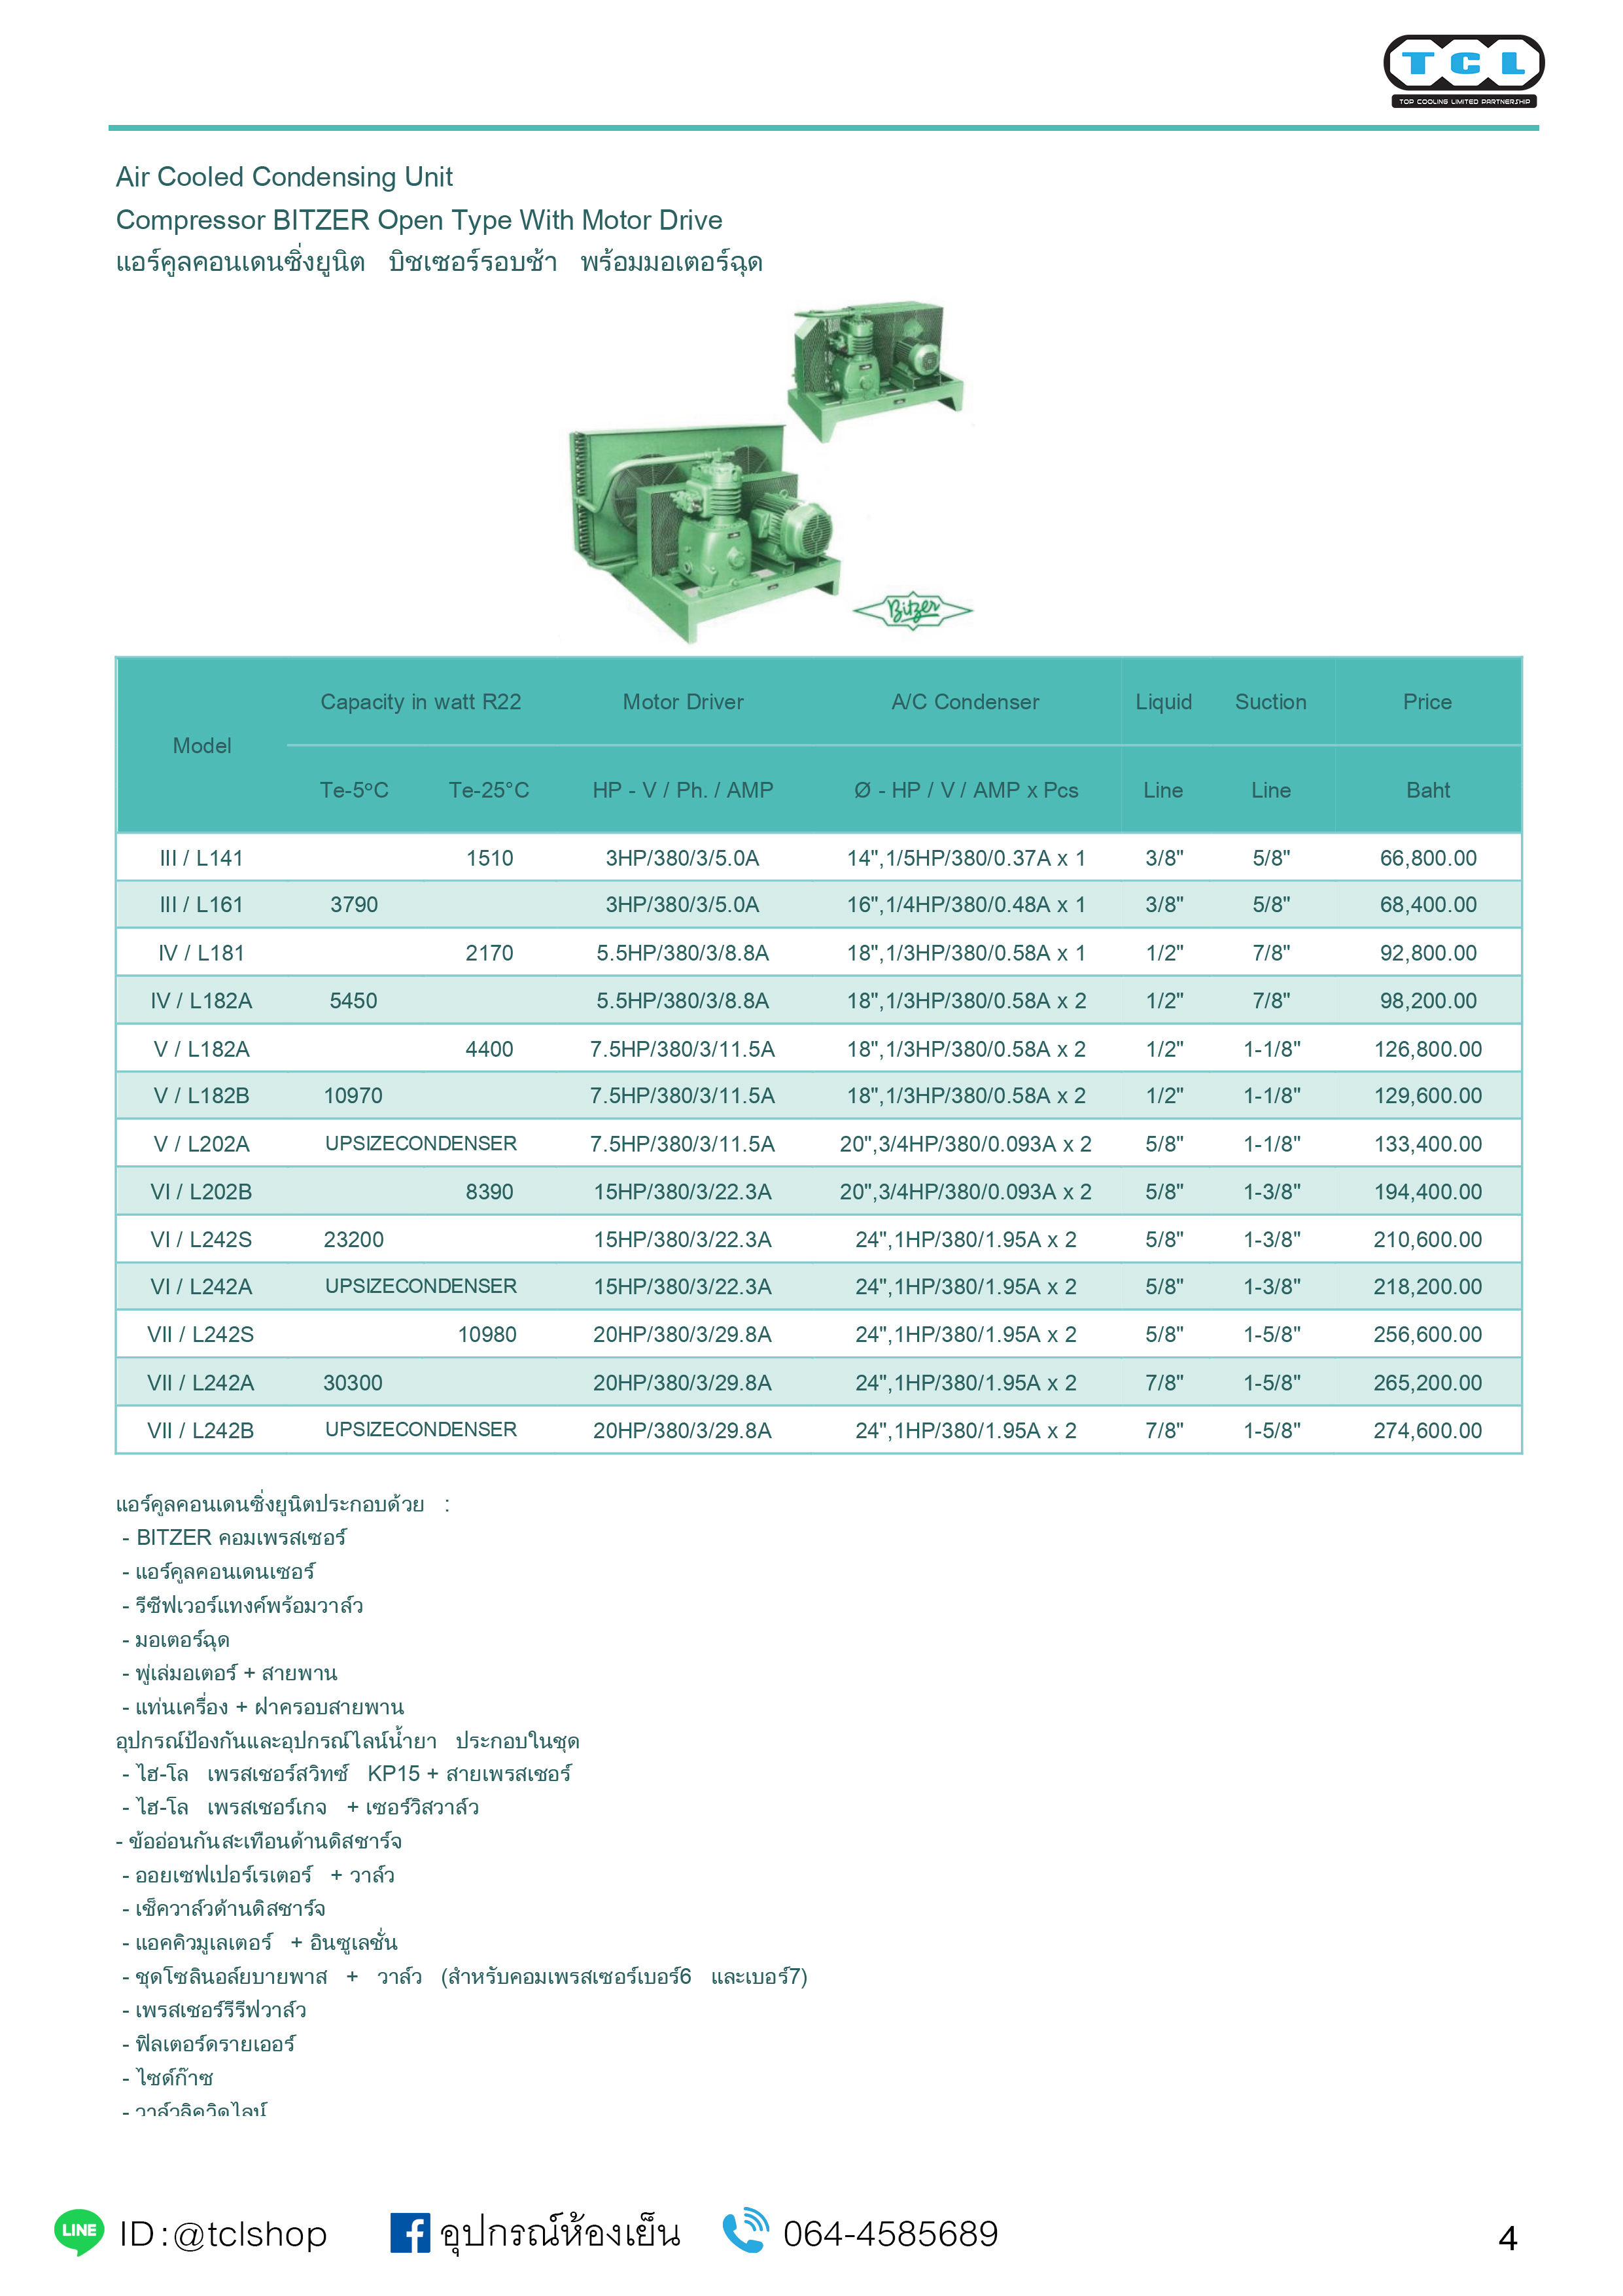 TCL
TOP COOLING LIMITED PARTNERSHIP
Air Cooled Condensing Unit
Compressor BITZER Open Type With Motor Drive
แอร์คูลคอนเดนซิ่งยูนิต บิชเซอร์รอบช้า พร้อมมอเตอร์ฉุด
Bitzer
Model Capacity in watt R22 Motor Driver A/C Condenser Liquid Suction Price
Te-5°C Te-25°C HP - V / Ph. / AMP Ø - HP / V / AMP x Pcs Line Line Baht
III / L141 1510 3HP/380/3/5.0A 14",1/5HP/380/0.37A x 1 3/8" 5/8" 66,800.00
III / L161 3790 3HP/380/3/5.0A 16",1/4HP/380/0.48A x 1 3/8" 5/8" 68,400.00
IV / L181 2170 5.5HP/380/3/8.8A 18",1/3HP/380/0.58A x 1 1/2" 7/8" 92,800.00
IV / L182A 5450 5.5HP/380/3/8.8A 18",1/3HP/380/0.58A x 2 1/2" 7/8" 98,200.00
V / L182A 4400 7.5HP/380/3/11.5A 18",1/3HP/380/0.58A x 2 1/2" 1-1/8" 126,800.00
V / L182B 10970 7.5HP/380/3/11.5A 18",1/3HP/380/0.58A x 2 1/2" 1-1/8" 129,600.00
V / L202A UPSIZECONDENSER 7.5HP/380/3/11.5A 20",3/4HP/380/0.093A x 2 5/8" 1-1/8" 133,400.00
VI / L202B 8390 15HP/380/3/22.3A 20",3/4HP/380/0.093A x 2 5/8" 1-3/8" 194,400.00
VI / L242S 23200 15HP/380/3/22.3A 24",1HP/380/1.95A x 2 5/8" 1-3/8" 210,600.00
VI / L242A UPSIZECONDENSER 15HP/380/3/22.3A 24",1HP/380/1.95A x 2 5/8" 1-3/8" 218,200.00
VII / L242S 10980 20HP/380/3/29.8A 24",1HP/380/1.95A x 2 5/8" 1-5/8" 256,600.00
VII / L242A 30300 20HP/380/3/29.8A 24",1HP/380/1.95A x 2 7/8" 1-5/8" 265,200.00
VII / L242B UPSIZECONDENSER 20HP/380/3/29.8A 24",1HP/380/1.95A x 2 7/8" 1-5/8" 274,600.00
แอร์คูลคอนเดนซิ่งยูนิตประกอบด้วย :
- BITZER คอมเพรสเซอร์
- แอร์คูลคอนเดนเซอร์
- รีซีฟเวอร์แทงค์พร้อมวาล์ว
- มอเตอร์ฉุด
- พู่เล่มอเตอร์ + สายพาน
- แท่นเครื่อง + ฝาครอบสายพาน
อุปกรณ์ป้องกันและอุปกรณ์ไลน์น้ำยา ประกอบในชุด
- ไฮ-โล เพรสเชอร์สวิทซ์ KP15 + สายเพรสเชอร์
- ไฮ-โล เพรสเชอร์เกจ + เซอร์วิสวาล์ว
- ข้ออ่อนกันสะเทือนด้านดิสชาร์จ
- ออยเซฟเปอร์เรเตอร์ + วาล์ว
- เช็ควาล์วด้านดิสชาร์จ
- แอคคิวมูเลเตอร์ + อินซูเลชั่น
- ชุดโซลินอล์ยบายพาส + วาล์ว (สำหรับคอมเพรสเซอร์เบอร์6 และเบอร์7)
- เพรสเชอร์รีรีฟวาล์ว
- ฟิลเตอร์ดรายเออร์
- ไซด์ก๊าซ
- วาล์วลิควิดไลน์
LINE ID : @tclshop อุปกรณ์ห้องเย็น 064-4585689 4